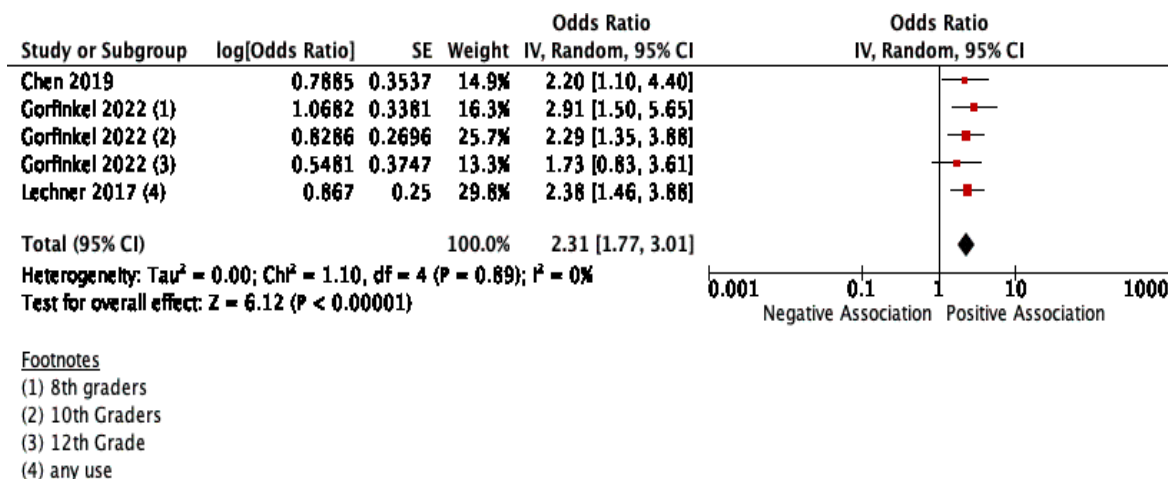 Odds Ratio Odds Ratio
Study or Subgroup log[Odds Ratio] SE Weight IV, Random, 95% CI IV, Random, 95% CI
Chen 2019 0.7885 0.3537 14.9% 2.20 [1.10, 4.40]
Gorfinkel 2022 (1) 1.0682 0.3381 16.3% 2.91 [1.50, 5.65]
Gorfinkel 2022 (2) 0.8286 0.2696 25.7% 2.29 [1.35, 3.88]
Gorfinkel 2022 (3) 0.5481 0.3747 13.3% 1.73 [0.83, 3.61]
Lechner 2017 (4) 0.867 0.25 29.8% 2.38 [1.46, 3.88]
Total (95% CI) 100.0% 2.31 [1.77, 3.01]
Heterogeneity: Tau² = 0.00; Chi² = 1.10, df = 4 (P = 0.89); I² = 0%
Test for overall effect: Z = 6.12 (P < 0.00001)
0.001 0.1 1 10 1000
Negative Association Positive Association
Footnotes
(1) 8th graders
(2) 10th Graders
(3) 12th Grade
(4) any use